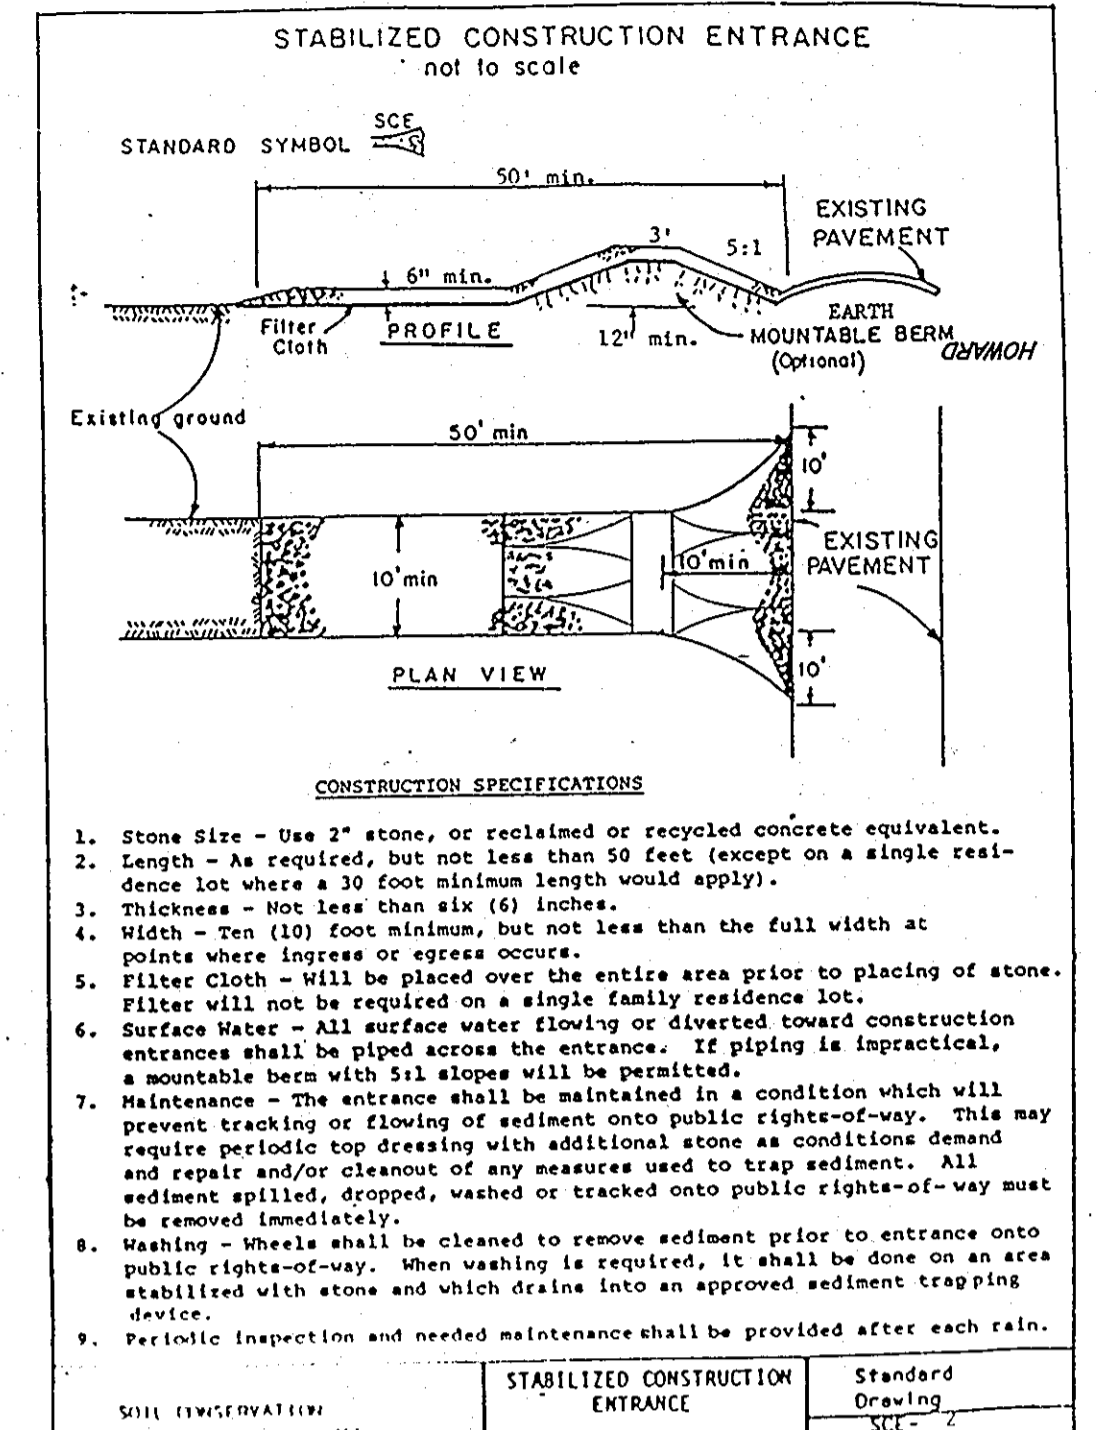 STABILIZED CONSTRUCTION ENTRANCE
not to scale
STANDARD SYMBOL
SCE
50' min.
EXISTING
PAVEMENT
3'
5:1
6" min.
EARTH
Filter
Cloth
PROFILE
12" min.
MOUNTABLE BERM
(Optional)
HOWARD
Existing ground
50' min
10'
EXISTING
PAVEMENT
10' min
10' min
10'
PLAN VIEW
CONSTRUCTION SPECIFICATIONS
1. Stone Size - Use 2" stone, or reclaimed or recycled concrete equivalent.
2. Length - As required, but not less than 50 feet (except on a single resi-
dence lot where a 30 foot minimum length would apply).
3. Thickness - Not less than six (6) inches.
4. Width - Ten (10) foot minimum, but not less than the full width at
points where ingress or egress occurs.
5. Filter Cloth - Will be placed over the entire area prior to placing of stone.
Filter will not be required on a single family residence lot.
6. Surface Water - All surface water flowing or diverted toward construction
entrances shall be piped across the entrance. If piping is impractical,
a mountable berm with 5:1 slopes will be permitted.
7. Maintenance - The entrance shall be maintained in a condition which will
prevent tracking or flowing of sediment onto public rights-of-way. This may
require periodic top dressing with additional stone as conditions demand
and repair and/or cleanout of any measures used to trap sediment. All
sediment spilled, dropped, washed or tracked onto public rights-of-way must
be removed immediately.
8. Washing - Wheels shall be cleaned to remove sediment prior to entrance onto
public rights-of-way. When washing is required, it shall be done on an area
stabilized with stone and which drains into an approved sediment trapping
device.
9. Periodic inspection and needed maintenance shall be provided after each rain.
SOIL CONSERVATION
STABILIZED CONSTRUCTION
ENTRANCE
Standard
Drawing
SCE- 2